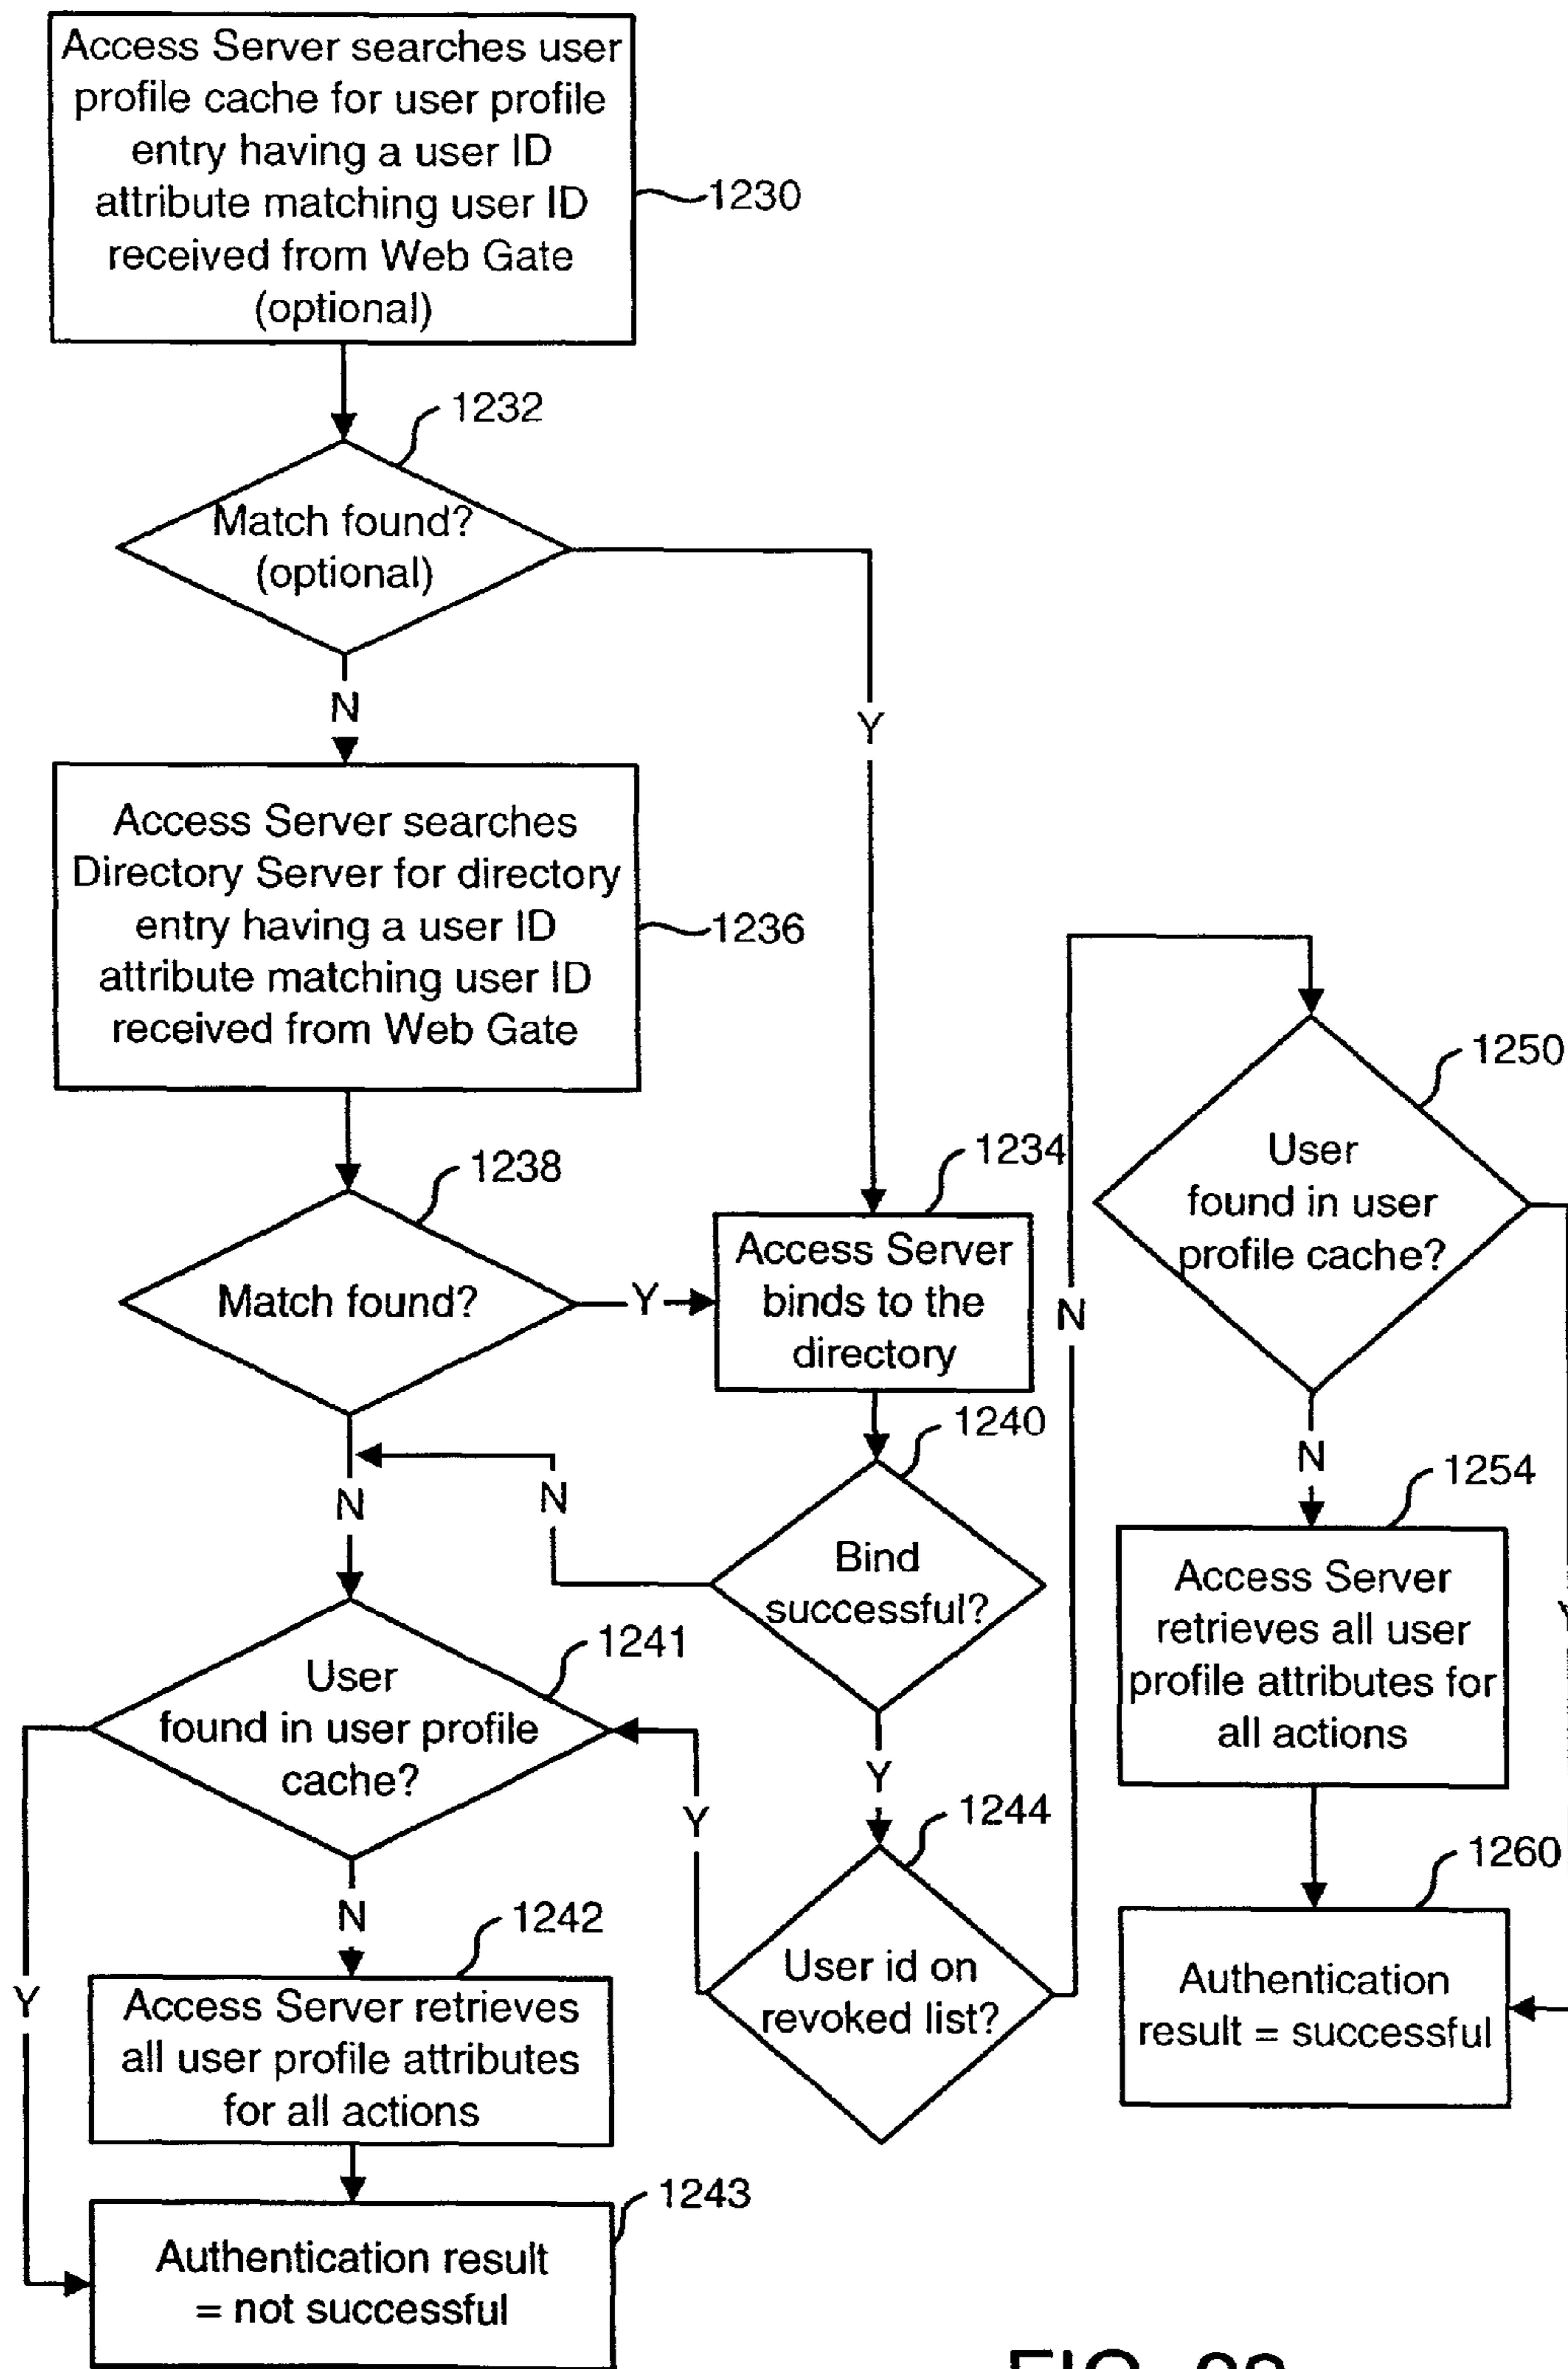 Access Server searches user
profile cache for user profile
entry having a user ID
attribute matching user ID
received from Web Gate
(optional)
1230
1232
Match found?
(optional)
N
Y
Access Server searches
Directory Server for directory
entry having a user ID
attribute matching user ID
received from Web Gate
1236
1238
Match found?
Y
1234
Access Server
binds to the
directory
N
1240
Bind
successful?
N
Y
1241
User
found in user profile
cache?
Y
N
1244
User id on
revoked list?
Y
N
1242
Access Server retrieves
all user profile attributes
for all actions
1243
Authentication result
= not successful
1250
User
found in user
profile cache?
N
1254
Access Server
retrieves all user
profile attributes for
all actions
1260
Authentication
result = successful